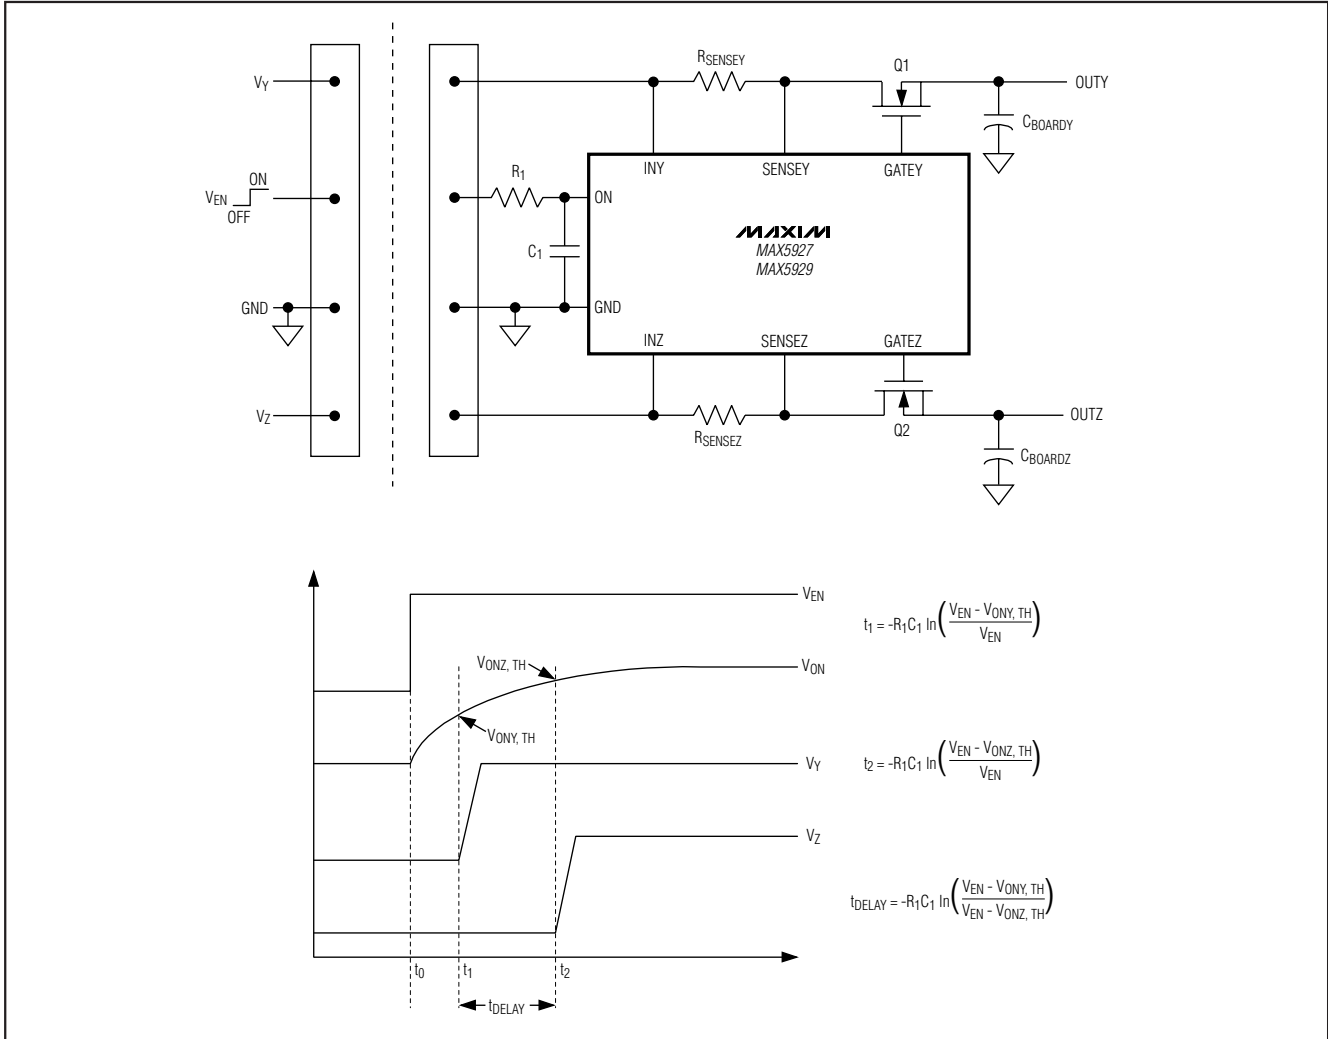 RSENSEY
Q1
VY
OUTY
CBOARDY
INY
SENSEY
GATEY
R1
ON
VEN
OFF
ON
C1
MAXIM
MAX5927
MAX5929
GND
GND
INZ
SENSEZ
GATEZ
VZ
OUTZ
RSENSEZ
Q2
CBOARDZ
VEN
t1 = -R1C1 ln(VEN - VONY, TH
VEN)
VONZ, TH
VON
VONY, TH
VY
t2 = -R1C1 ln(VEN - VONZ, TH
VEN)
VZ
tDELAY = -R1C1 ln(VEN - VONY, TH
VEN - VONZ, TH)
t0
t1
t2
tDELAY